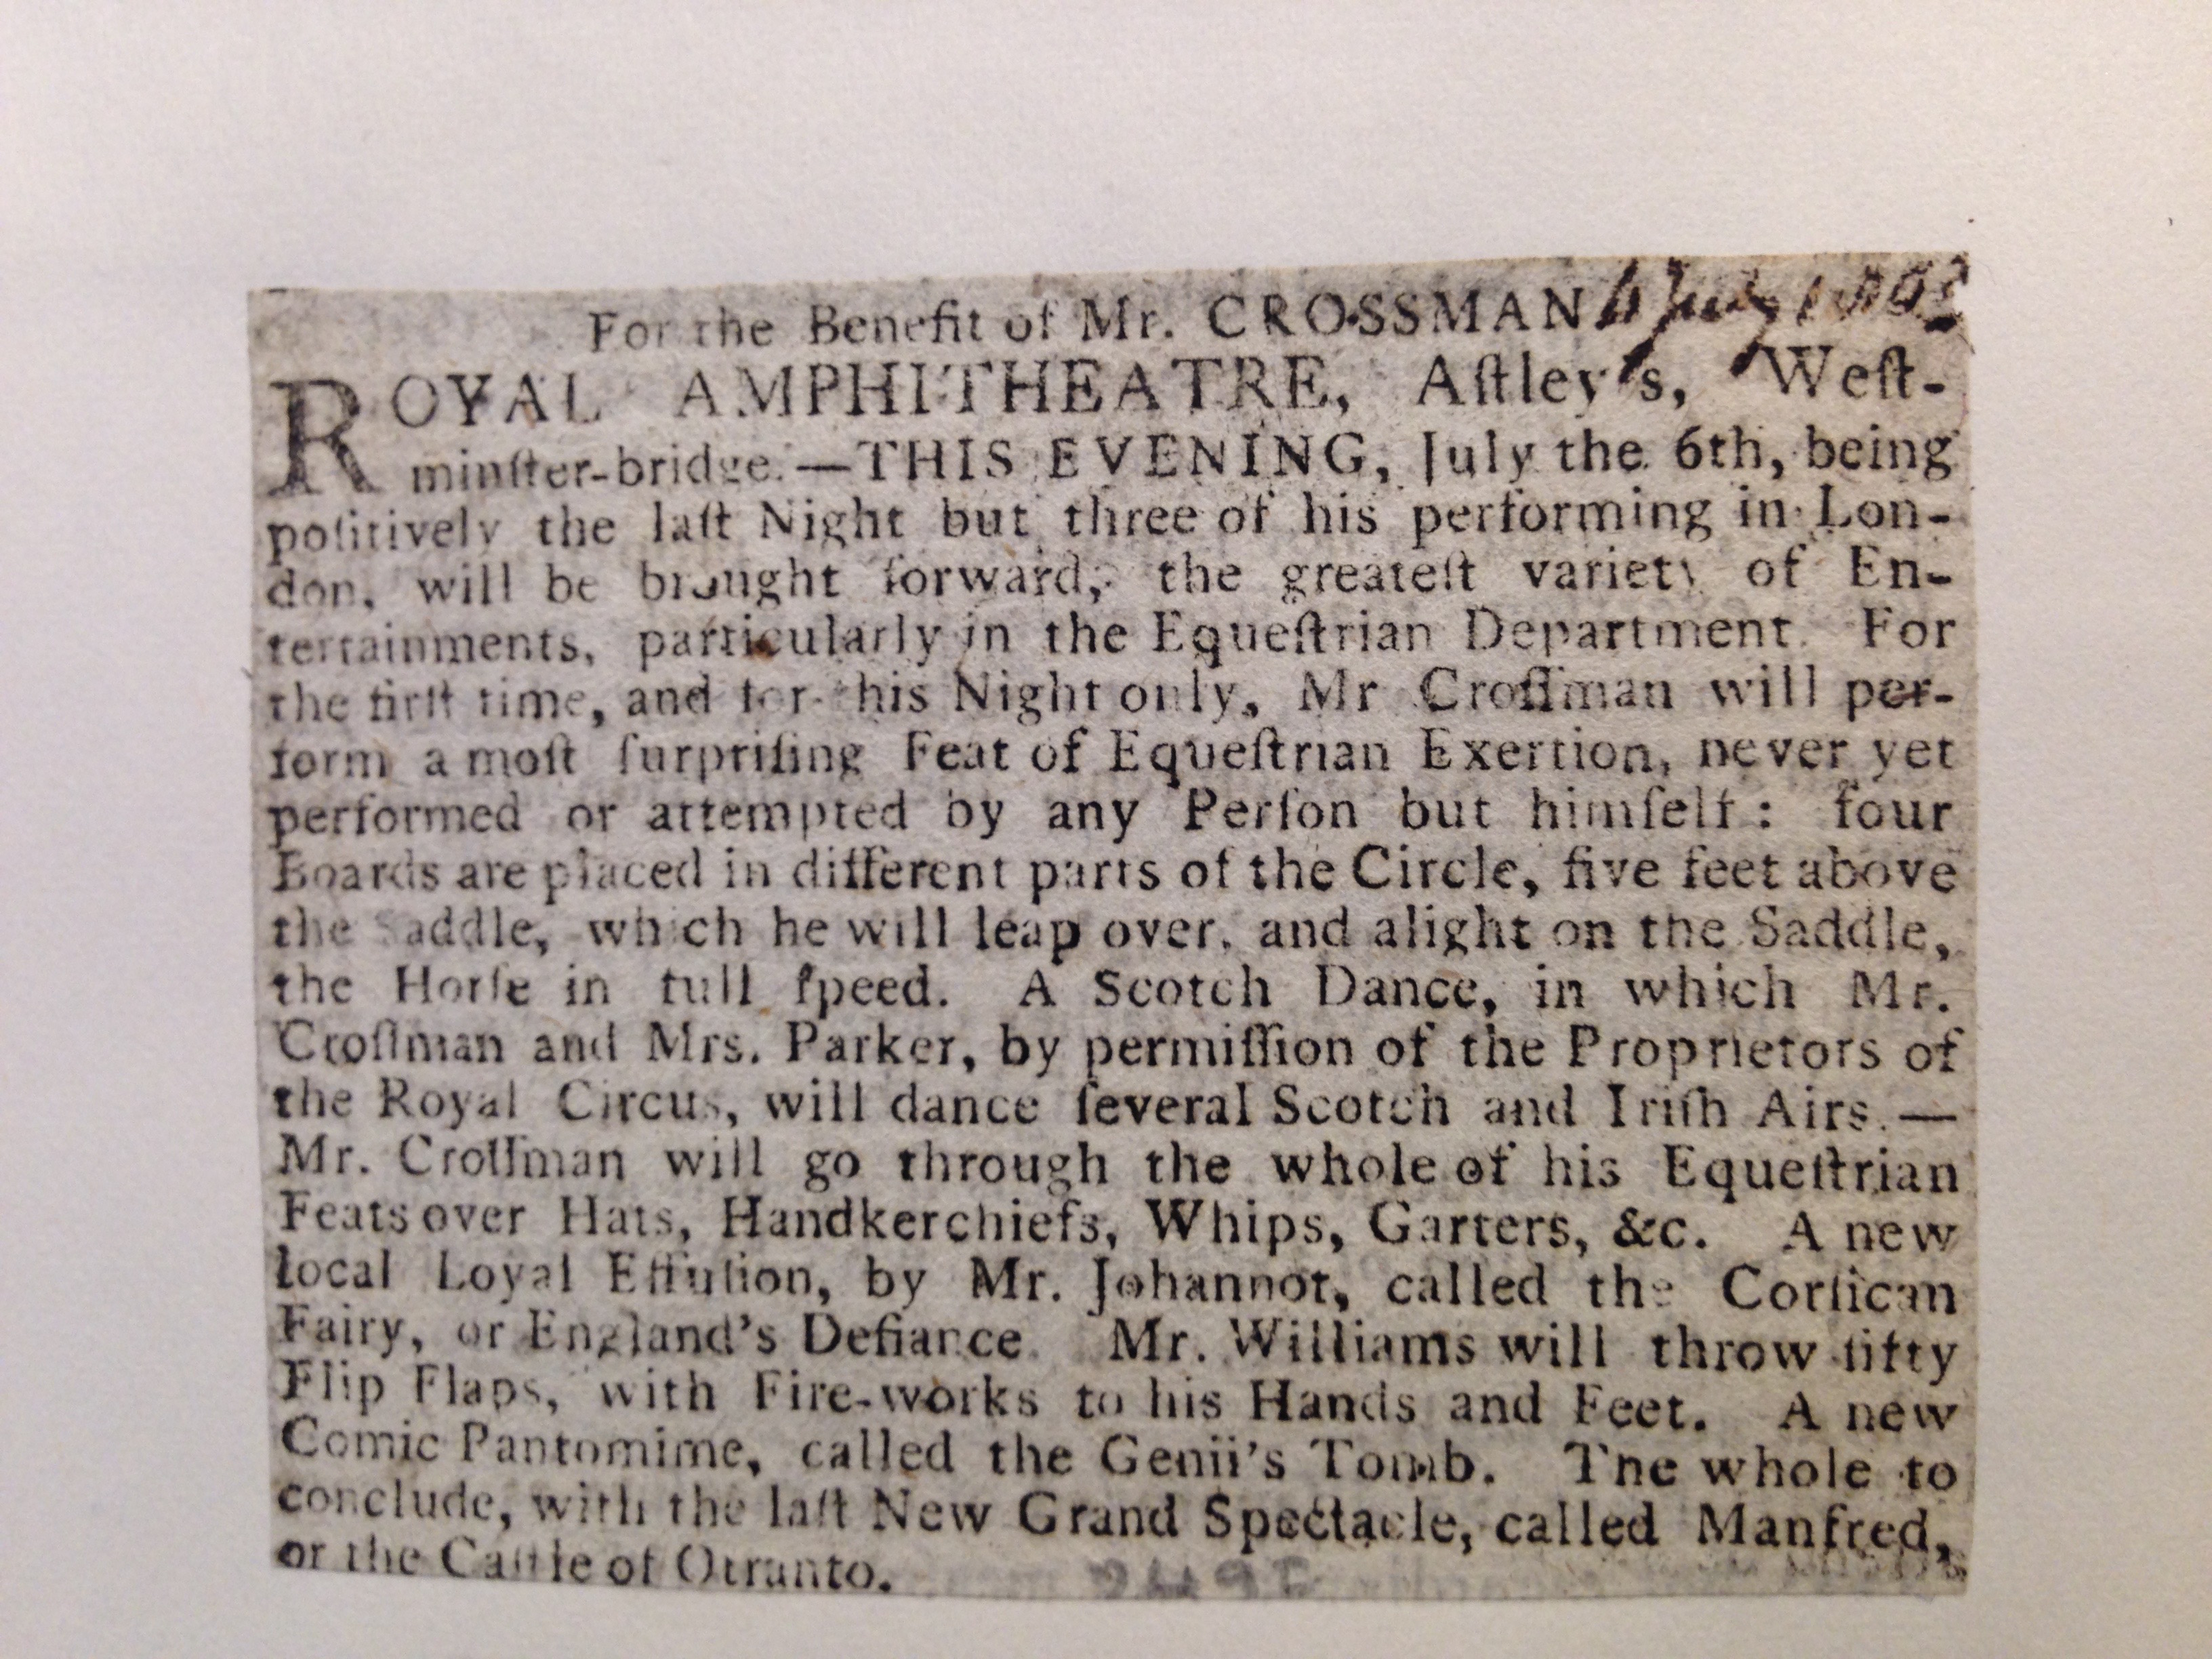 For the Benefit of Mr. CROSSMAN
ROYAL AMPHITHEATRE, Aſtley's, Weſt-
minſter-bridge.—THIS EVENING, July the 6th, being
poſitively the laſt Night but three of his performing in Lon-
don, will be brought forward, the greateſt variety of En-
tertainments, particularly in the Equeſtrian Department. For
the firſt time, and for this Night only, Mr Croſſman will per-
form a moſt ſurpriſing Feat of Equeſtrian Exertion, never yet
performed or attempted by any Perſon but himſelf: four
Boards are placed in different parts of the Circle, five feet above
the Saddle, which he will leap over, and alight on the Saddle,
the Horſe in full ſpeed. A Scotch Dance, in which Mr.
Croſſman and Mrs. Parker, by permiſſion of the Proprietors of
the Royal Circus, will dance ſeveral Scotch and Iriſh Airs.—
Mr. Croſſman will go through the whole of his Equeſtrian
Feats over Hats, Handkerchiefs, Whips, Garters, &c. A new
local Loyal Effuſion, by Mr. Johannot, called the Corſican
Fairy, or England's Defiance. Mr. Williams will throw fifty
Flip Flaps, with Fire-works to his Hands and Feet. A new
Comic Pantomime, called the Genii's Tomb. The whole to
conclude, with the laſt New Grand Spectacle, called Manfred,
or the Caſtle of Otranto.